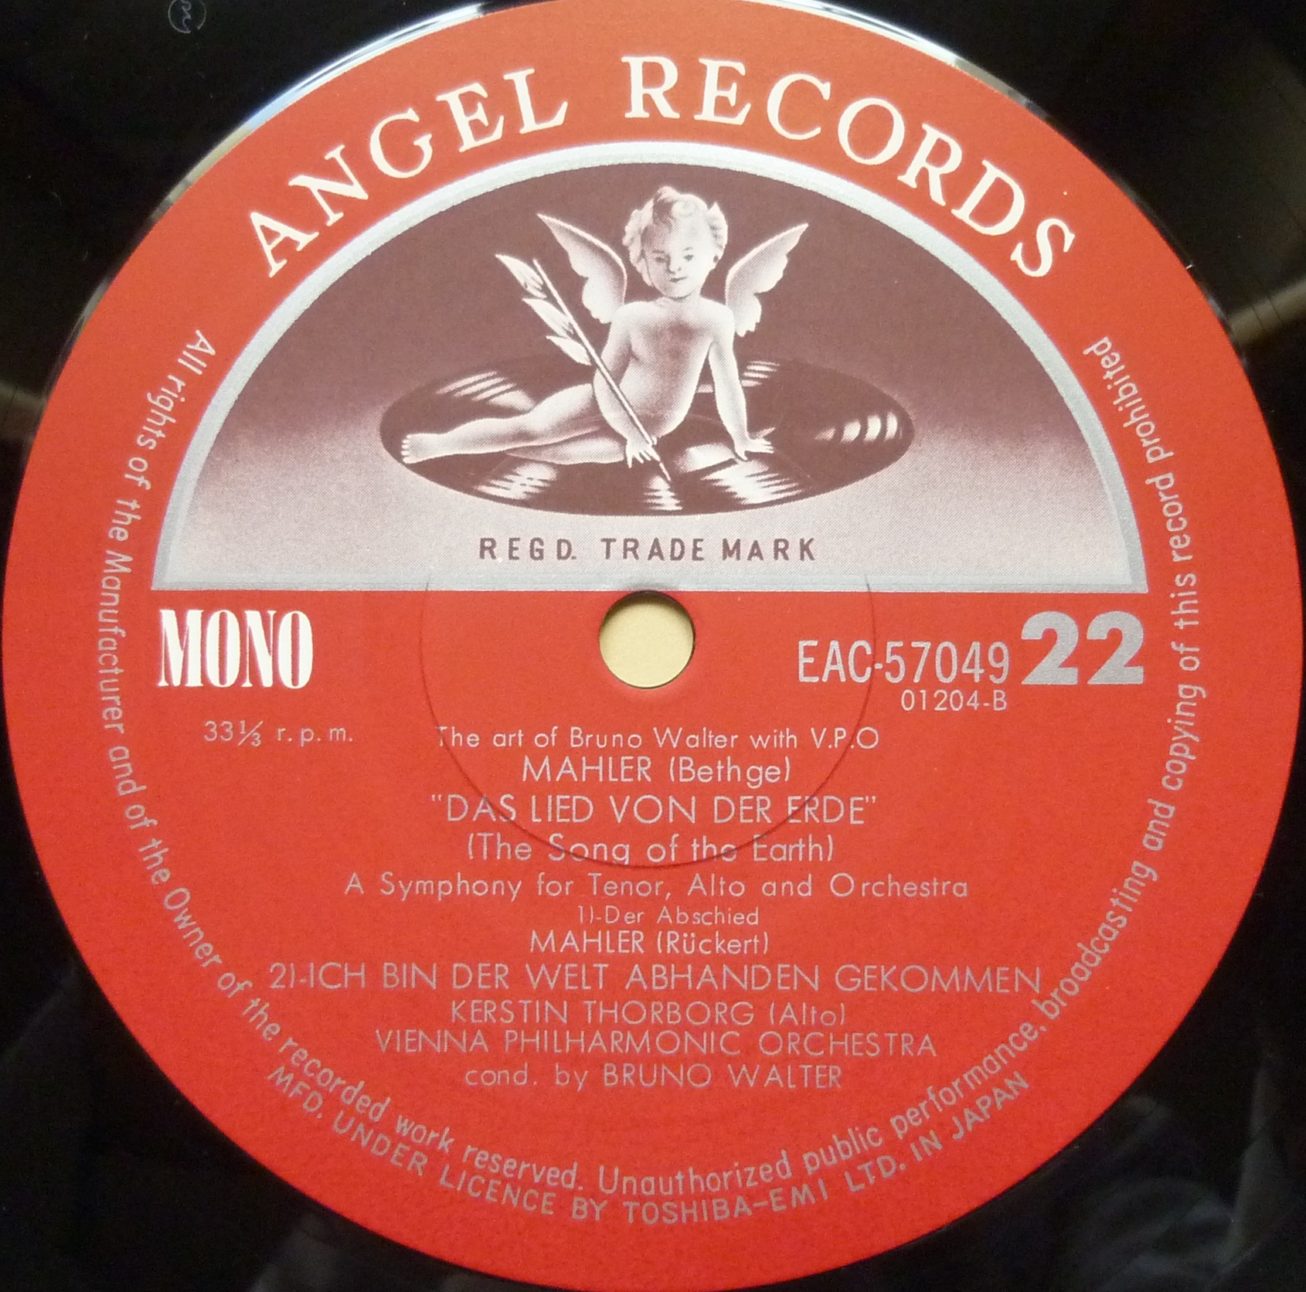 ANGEL RECORDS
REGD. TRADE MARK
MONO
EAC-57049 22
01204-B
33⅓ r.p.m.
The art of Bruno Walter with V.P.O
MAHLER (Bethge)
"DAS LIED VON DER ERDE"
(The Song of the Earth)
A Symphony for Tenor, Alto and Orchestra
1)-Der Abschied
MAHLER (Rückert)
2)-ICH BIN DER WELT ABHANDEN GEKOMMEN
KERSTIN THORBORG (Alto)
VIENNA PHILHARMONIC ORCHESTRA
cond. by BRUNO WALTER
All rights of the Manufacturer and of the Owner of the recorded work reserved. Unauthorized public performance, broadcasting and copying of this record prohibited
MFD. UNDER LICENCE BY TOSHIBA-EMI LTD. IN JAPAN